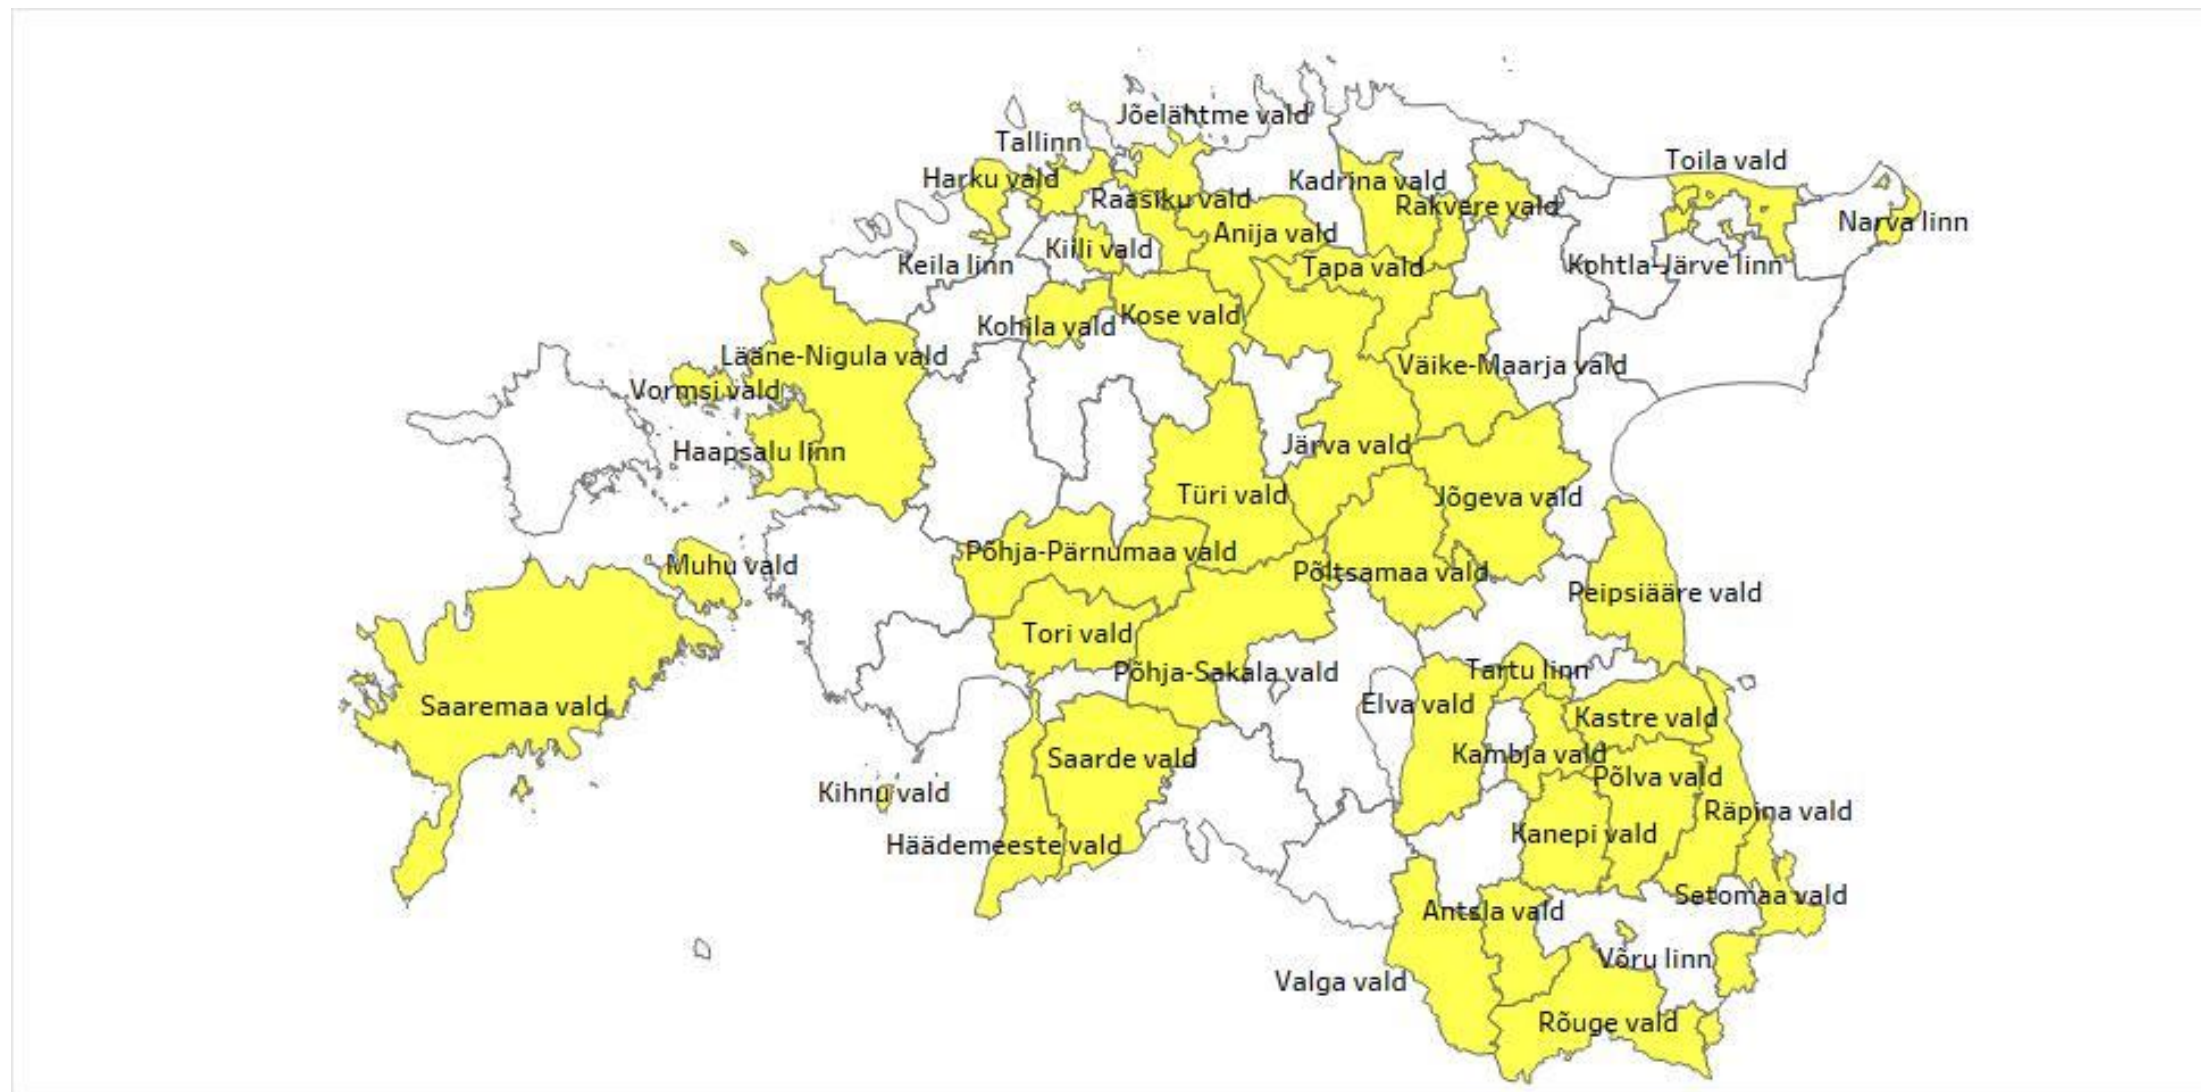 Jõelähtme vald
Tallinn
Toila vald
Harku vald
Kadrina vald
Raasiku vald
Rakvere vald
Narva linn
Anija vald
Kiili vald
Keila linn
Tapa vald
Kohtla-Järve linn
Kose vald
Kohila vald
Lääne-Nigula vald
Väike-Maarja vald
Vormsi vald
Järva vald
Haapsalu linn
Türi vald
Jõgeva vald
Põhja-Pärnumaa vald
Muhu vald
Põltsamaa vald
Peipsiääre vald
Tori vald
Tartu linn
Põhja-Sakala vald
Elva vald
Saaremaa vald
Kastre vald
Kambja vald
Saarde vald
Põlva vald
Kihnu vald
Räpina vald
Kanepi vald
Häädemeeste vald
Setomaa vald
Antsla vald
Võru linn
Valga vald
Rõuge vald